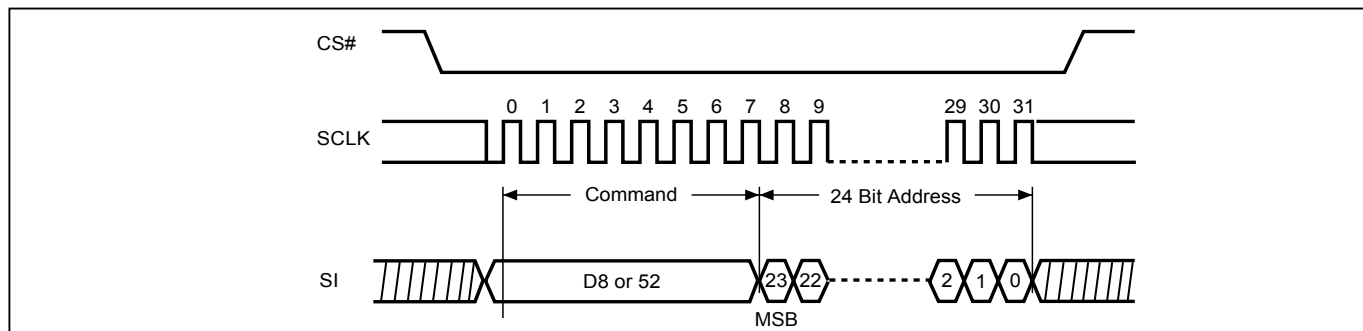 CS#
0 1 2 3 4 5 6 7 8 9 29 30 31
SCLK
Command 24 Bit Address
SI D8 or 52 23 22 2 1 0
MSB